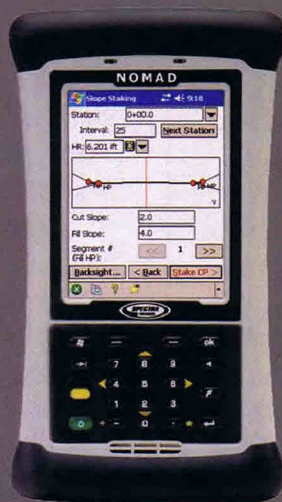 NOMAD
Slope Staking 9:18
Station: 0+00.0
Interval: 25 Next Station
HR: 6.201 ift
HP
V
Cut Slope: 2.0
Fill Slope: 4.0
Segment # (Fill HP): << 1 >>
Backsight... < Back Stake CP >
SPECTRA
ok
7 8 9
4 5 6
1 2 3
0